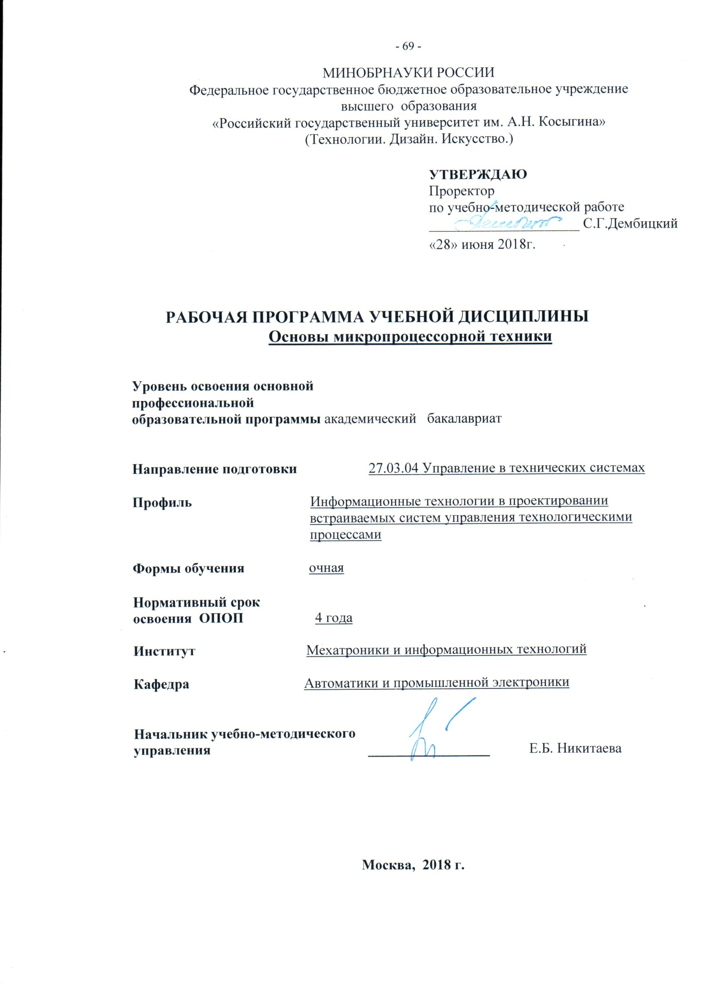 - 69 -
МИНОБРНАУКИ РОССИИ
Федеральное государственное бюджетное образовательное учреждение
высшего образования
«Российский государственный университет им. А.Н. Косыгина»
(Технологии. Дизайн. Искусство.)
УТВЕРЖДАЮ
Проректор
по учебно-методической работе
С.Г.Дембицкий
«28» июня 2018г.
РАБОЧАЯ ПРОГРАММА УЧЕБНОЙ ДИСЦИПЛИНЫ
Основы микропроцессорной техники
Уровень освоения основной
профессиональной
образовательной программы академический бакалавриат
Направление подготовки 27.03.04 Управление в технических системах
Профиль Информационные технологии в проектировании
встраиваемых систем управления технологическими
процессами
Формы обучения очная
Нормативный срок
освоения ОПОП 4 года
Институт Мехатроники и информационных технологий
Кафедра Автоматики и промышленной электроники
Начальник учебно-методического
управления Е.Б. Никитаева
Москва, 2018 г.